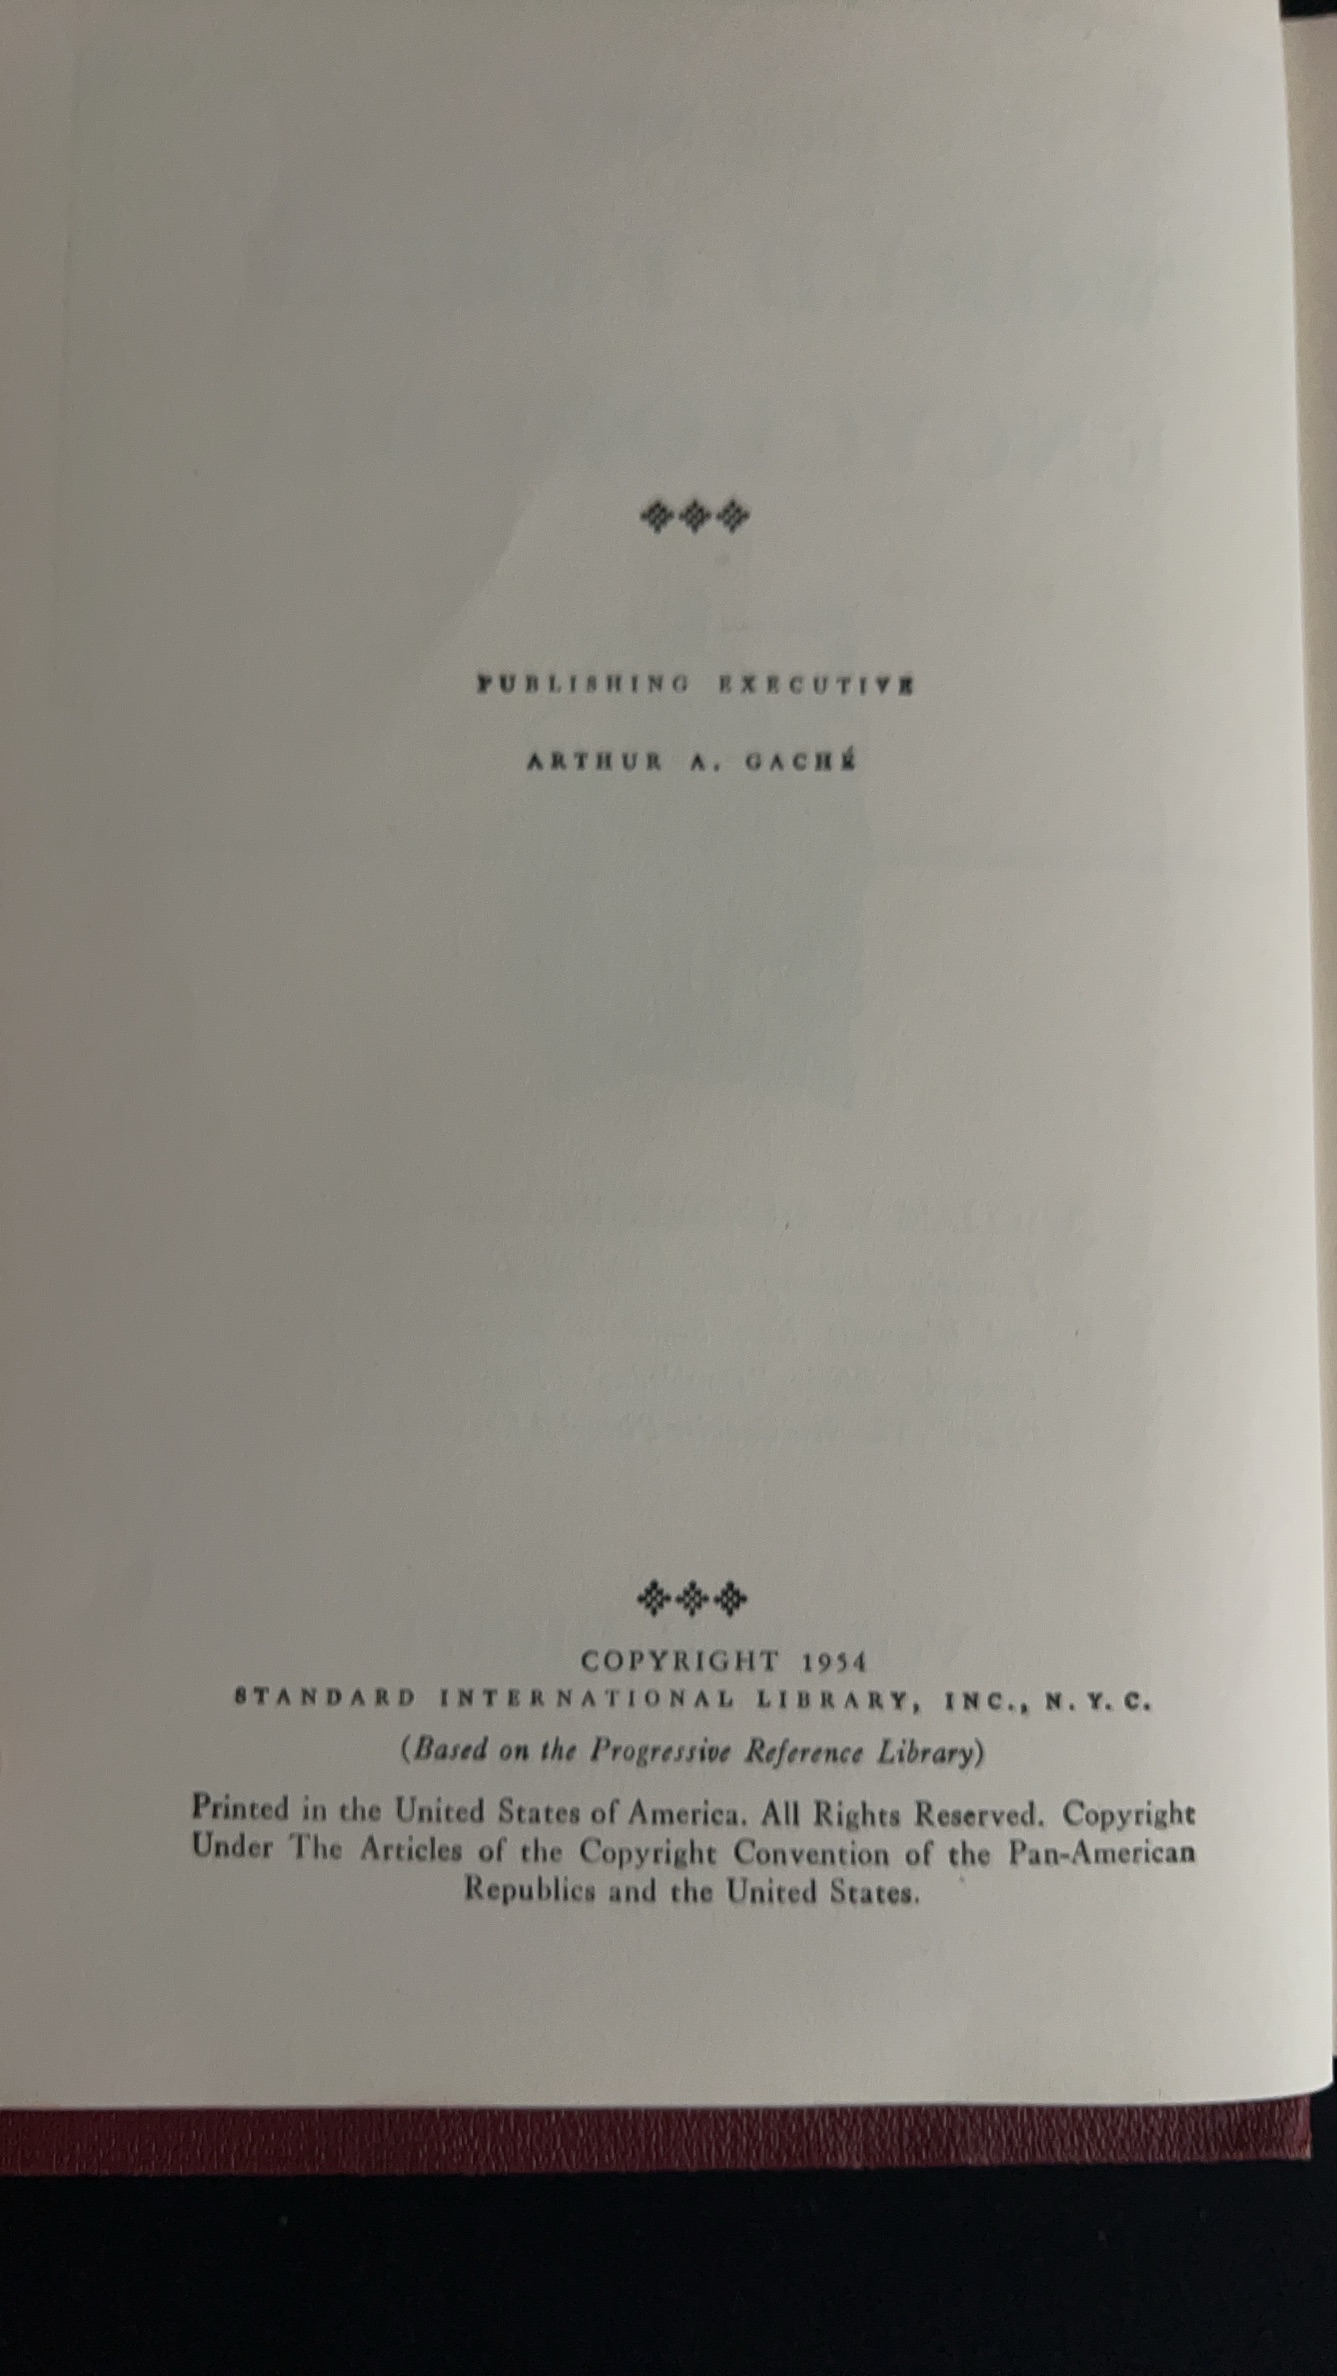 PUBLISHING EXECUTIVE
ARTHUR A. GACHÉ
COPYRIGHT 1954
STANDARD INTERNATIONAL LIBRARY, INC., N. Y. C.
(Based on the Progressive Reference Library)
Printed in the United States of America. All Rights Reserved. Copyright
Under The Articles of the Copyright Convention of the Pan-American
Republics and the United States.